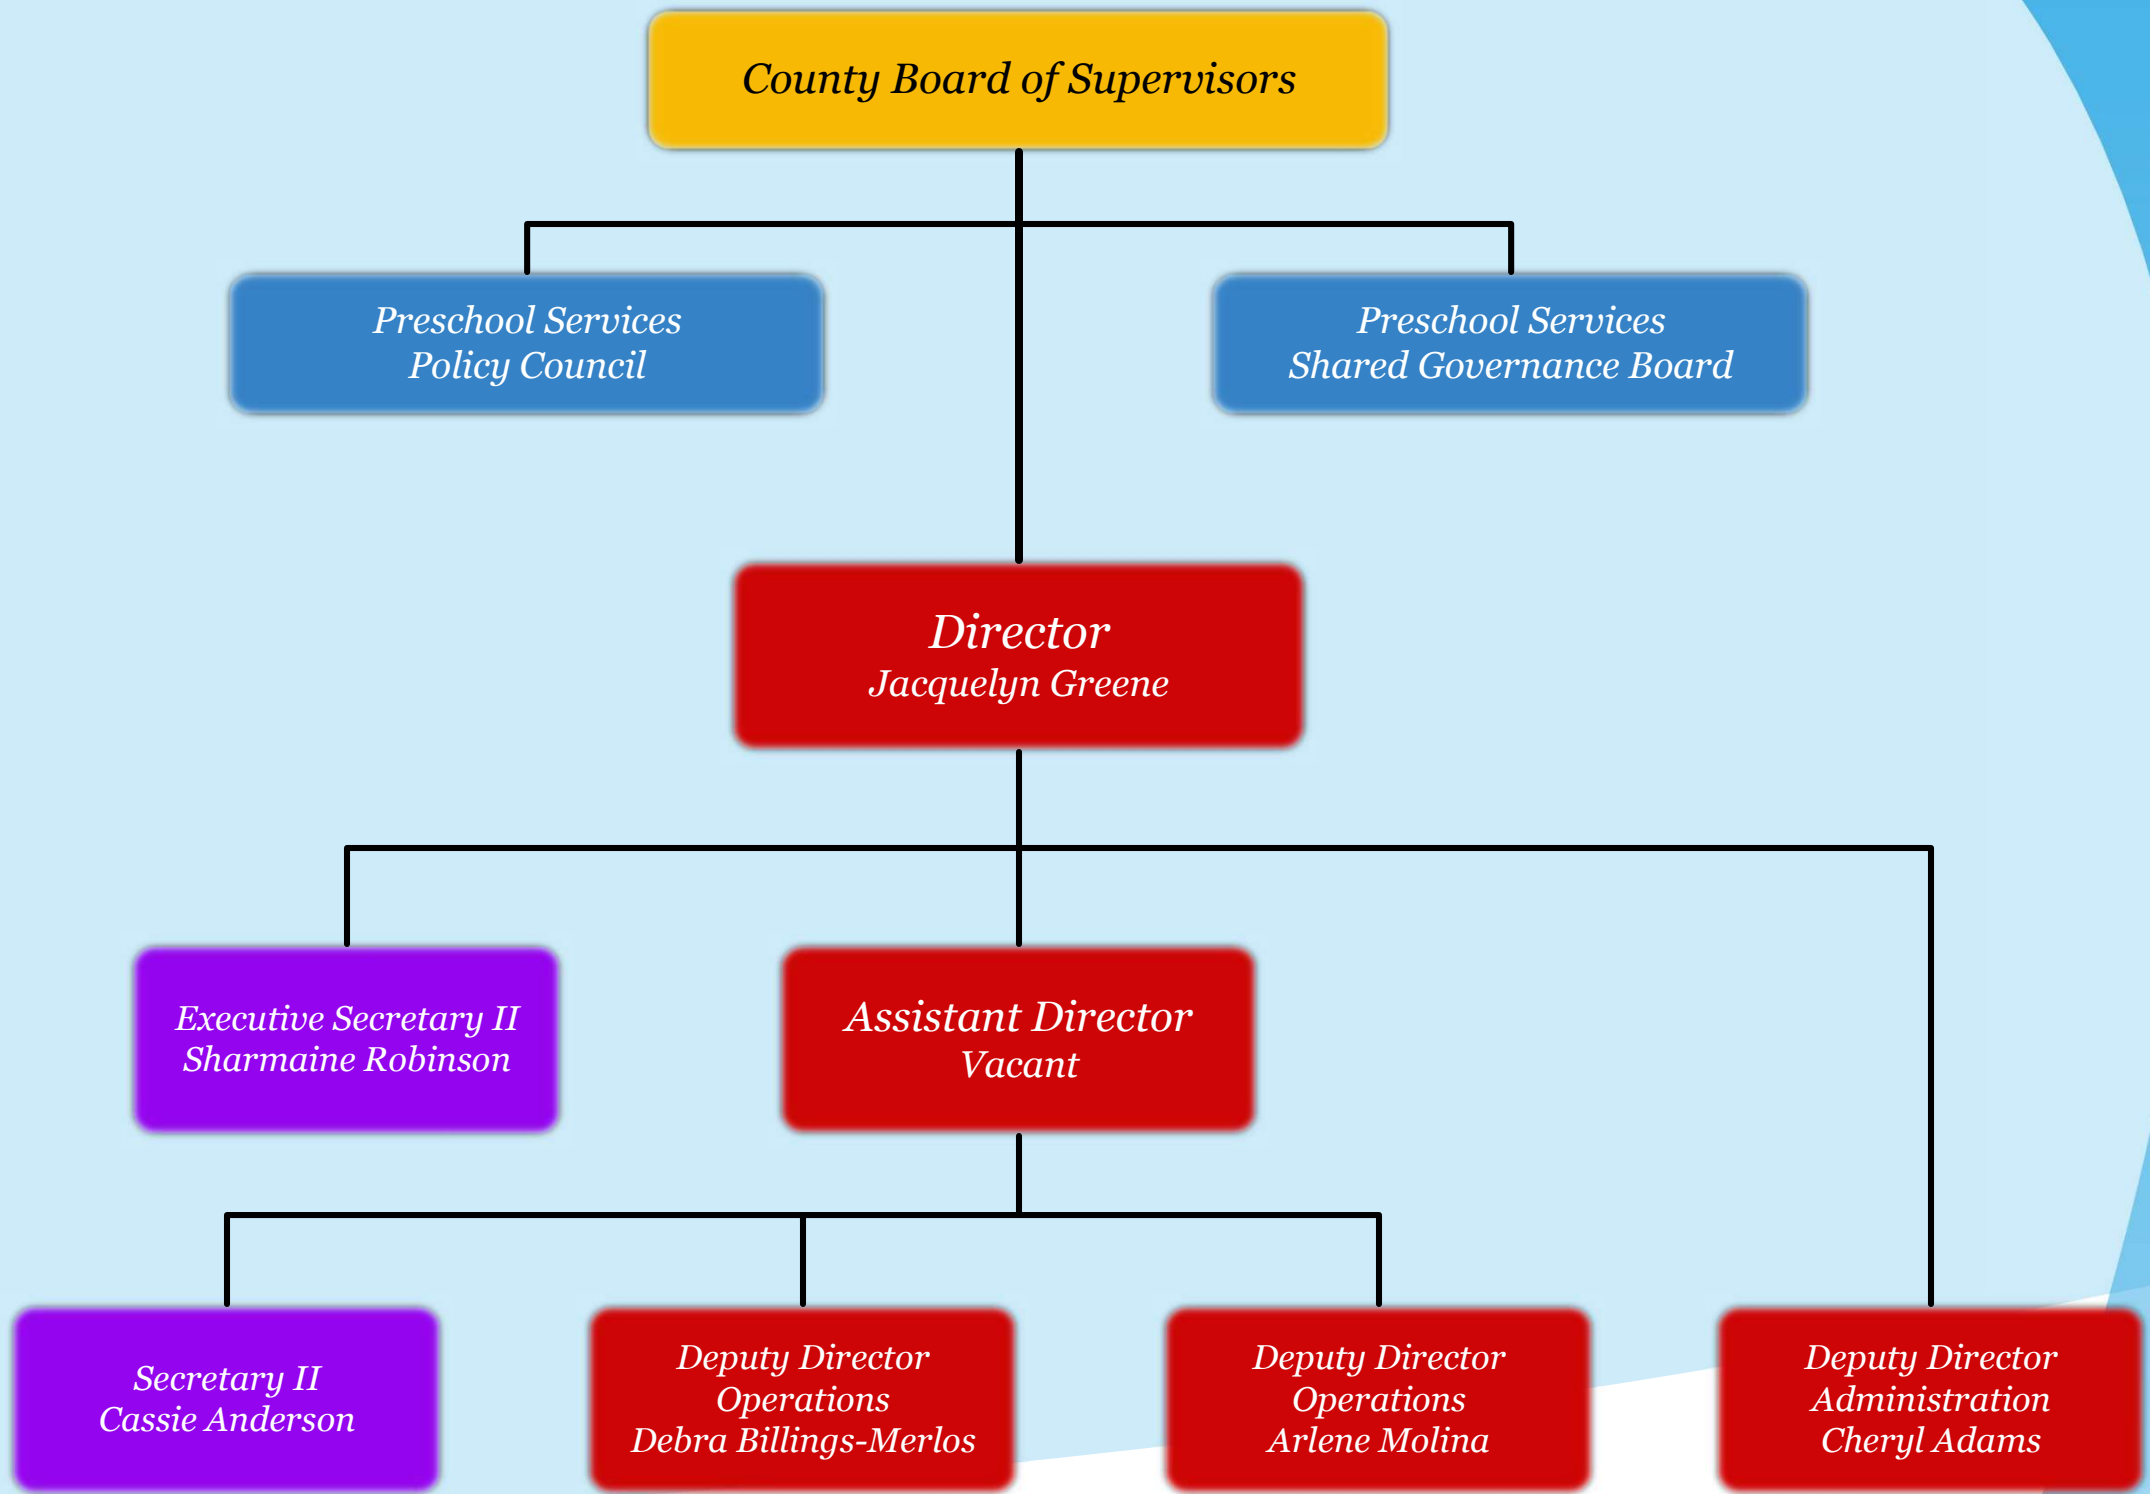 County Board of Supervisors
Preschool Services
Policy Council
Preschool Services
Shared Governance Board
Director
Jacquelyn Greene
Executive Secretary II
Sharmaine Robinson
Assistant Director
Vacant
Secretary II
Cassie Anderson
Deputy Director
Operations
Debra Billings-Merlos
Deputy Director
Operations
Arlene Molina
Deputy Director
Administration
Cheryl Adams